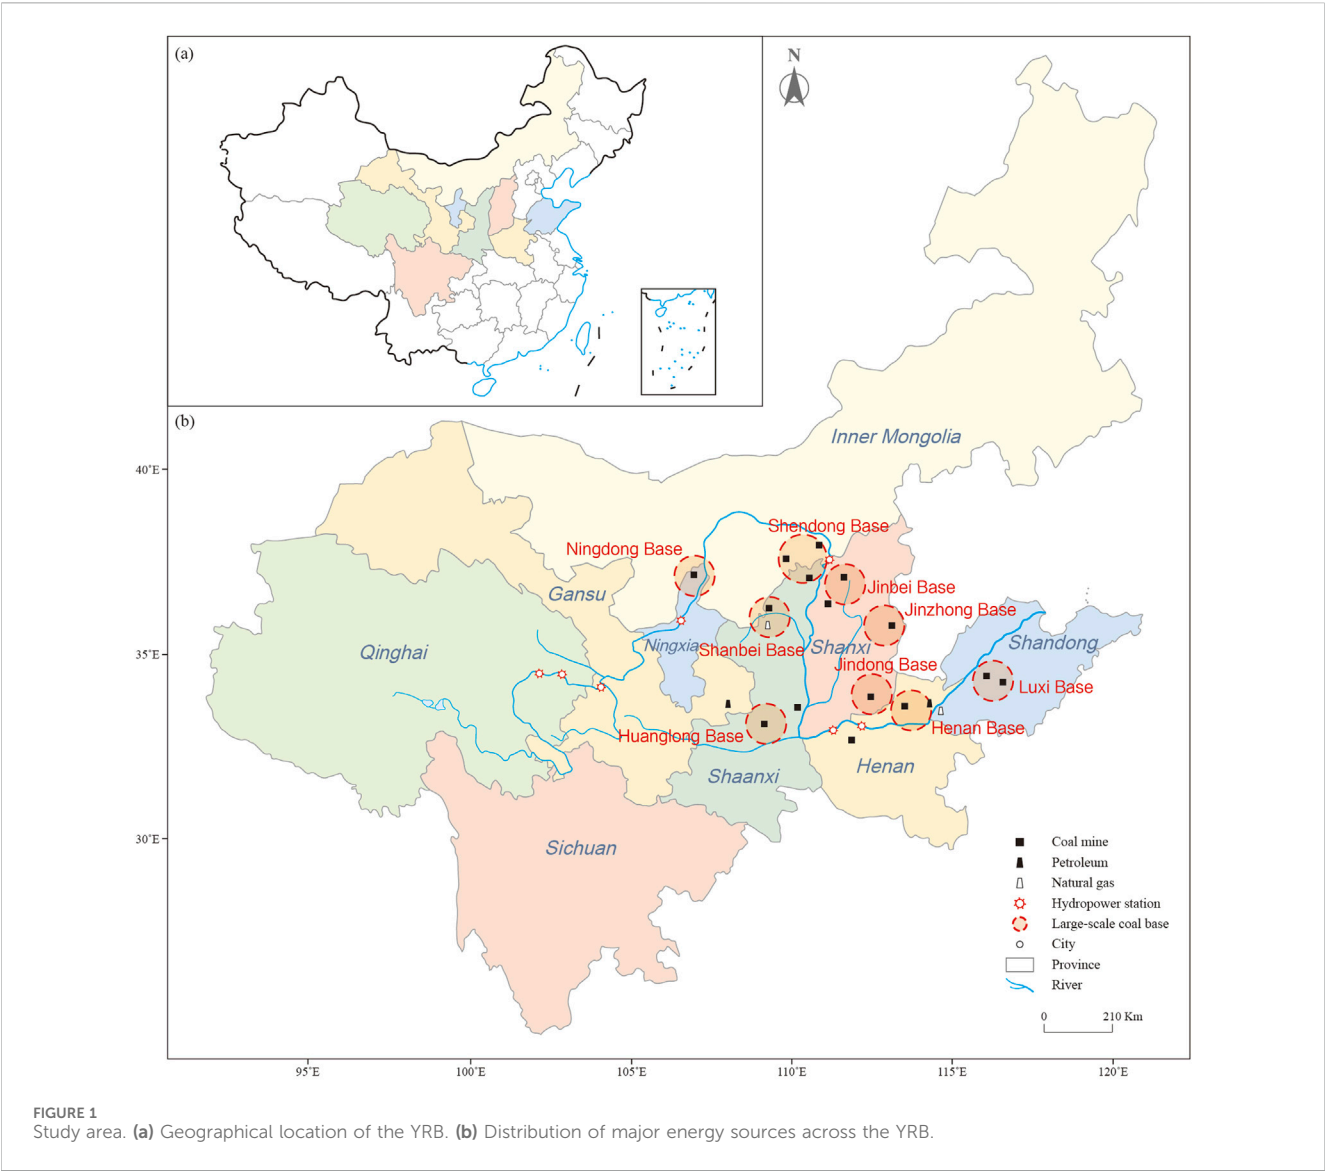 (a)
N
(b)
Inner Mongolia
40°E
Shendong Base
Ningdong Base
Jinbei Base
Gansu
Jinzhong Base
Shandong
Qinghai
Ningxia
Shanbei Base
Shanxi
35°E
Jindong Base
Luxi Base
Huanglong Base
Henan Base
Shaanxi
Henan
30°E
Sichuan
Coal mine
Petroleum
Natural gas
Hydropower station
Large-scale coal base
City
Province
River
0 210 Km
95°E 100°E 105°E 110°E 115°E 120°E
FIGURE 1
Study area. (a) Geographical location of the YRB. (b) Distribution of major energy sources across the YRB.